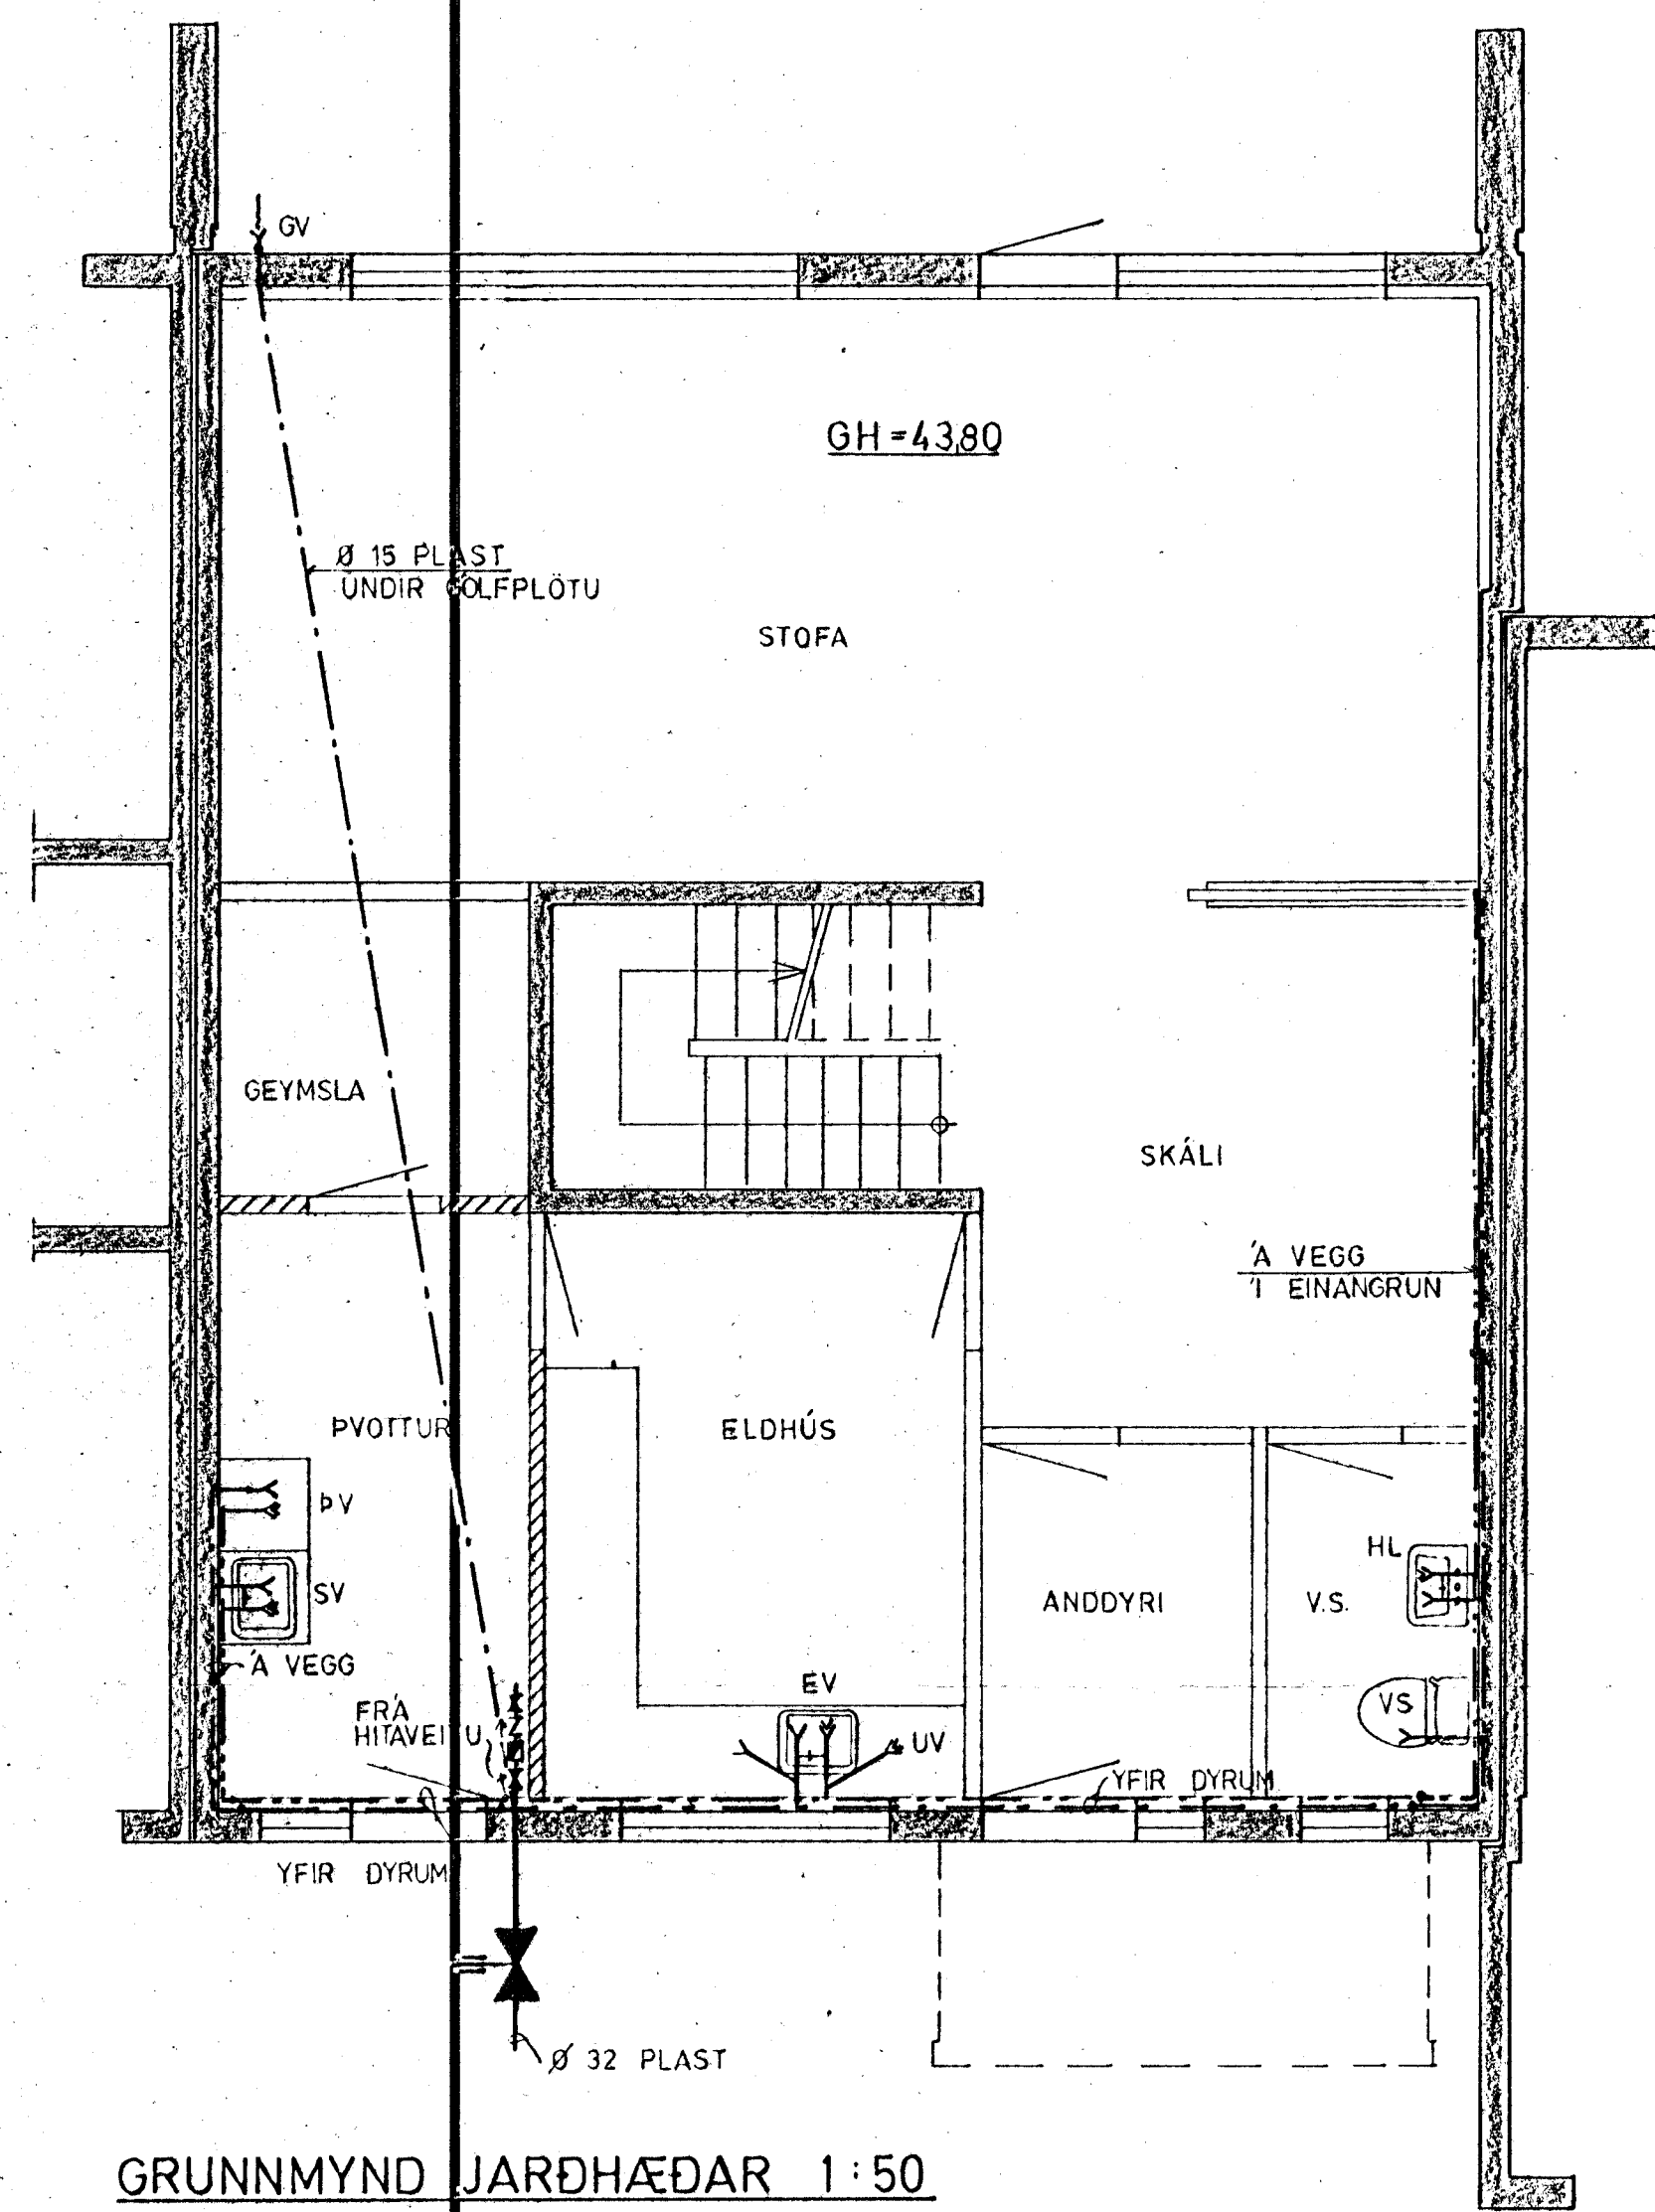 GV
GH = 43,80
Ø 15 PLAST
UNDIR GÓLFPLÖTU
STOFA
GEYMSLA
SKÁLI
Á VEGG
Í EINANGRUN
ÞVOTTUR
ELDHÚS
ÞV
HL
SV
ANDDYRI
V.S.
Á VEGG
EV
VS
FRÁ
HITAVEITU
UV
YFIR DYRUM
YFIR DYRUM
Ø 32 PLAST
GRUNNMYND JARÐHÆÐAR 1:50